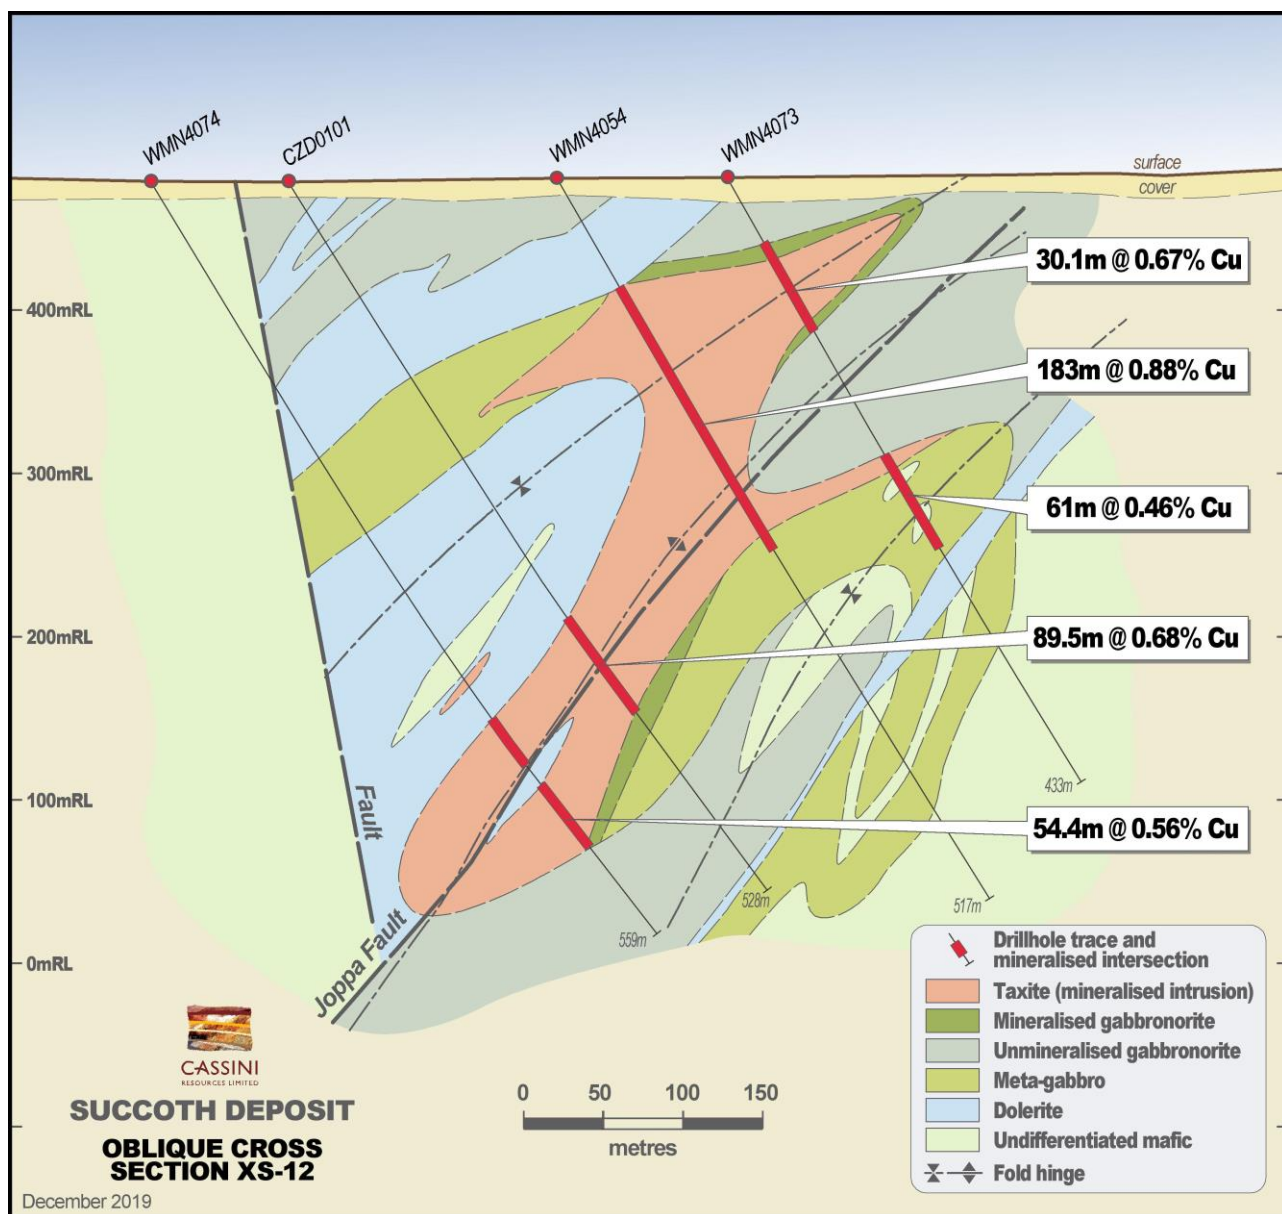 WMN4074
CZD0101
WMN4054
WMN4073
surface
cover
30.1m @ 0.67% Cu
400mRL
183m @ 0.88% Cu
300mRL
61m @ 0.46% Cu
200mRL
89.5m @ 0.68% Cu
100mRL
433m
Fault
54.4m @ 0.56% Cu
528m
517m
559m
0mRL
Joppa Fault
Drillhole trace and
mineralised intersection
Taxite (mineralised intrusion)
Mineralised gabbronorite
Unmineralised gabbronorite
Meta-gabbro
Dolerite
Undifferentiated mafic
Fold hinge
CASSINI
RESOURCES LIMITED
SUCCOTH DEPOSIT
OBLIQUE CROSS
SECTION XS-12
0 50 100 150
metres
December 2019